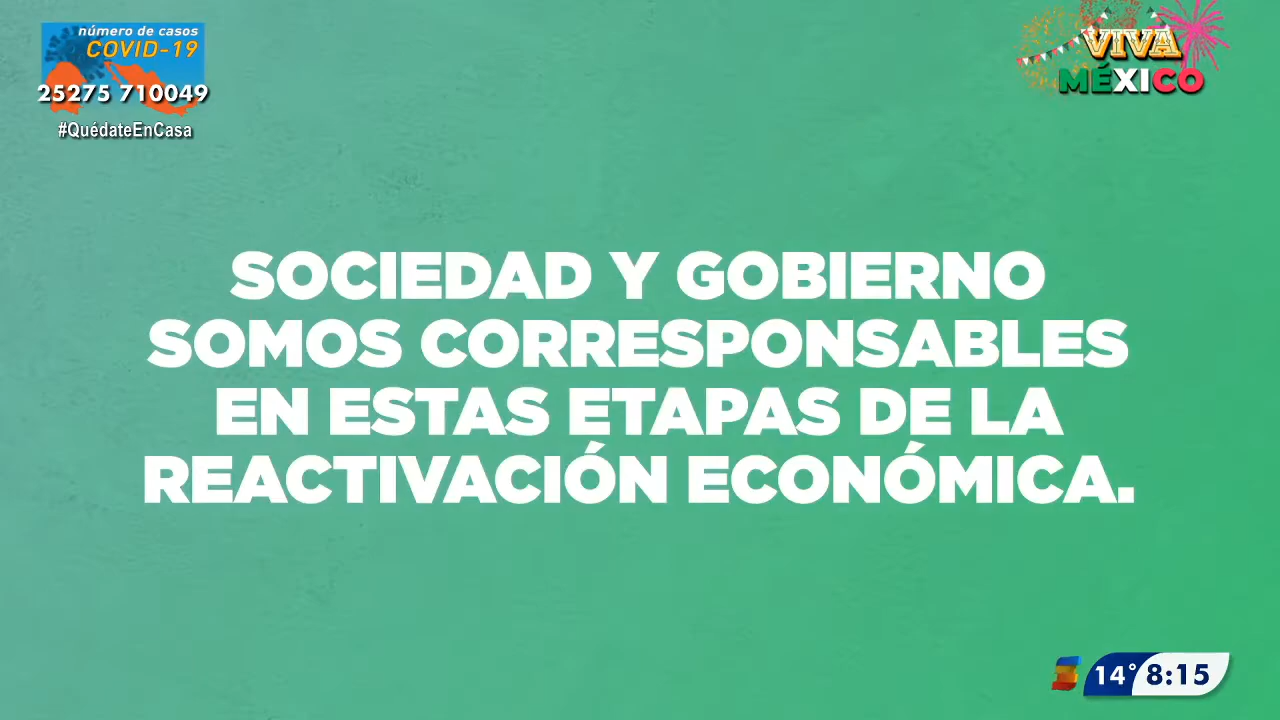 número de casos
COVID-19
25275 710049
#QuédateEnCasa
VIVA
MÉXICO
SOCIEDAD Y GOBIERNO
SOMOS CORRESPONSABLES
EN ESTAS ETAPAS DE LA
REACTIVACIÓN ECONÓMICA.
14° 8:15